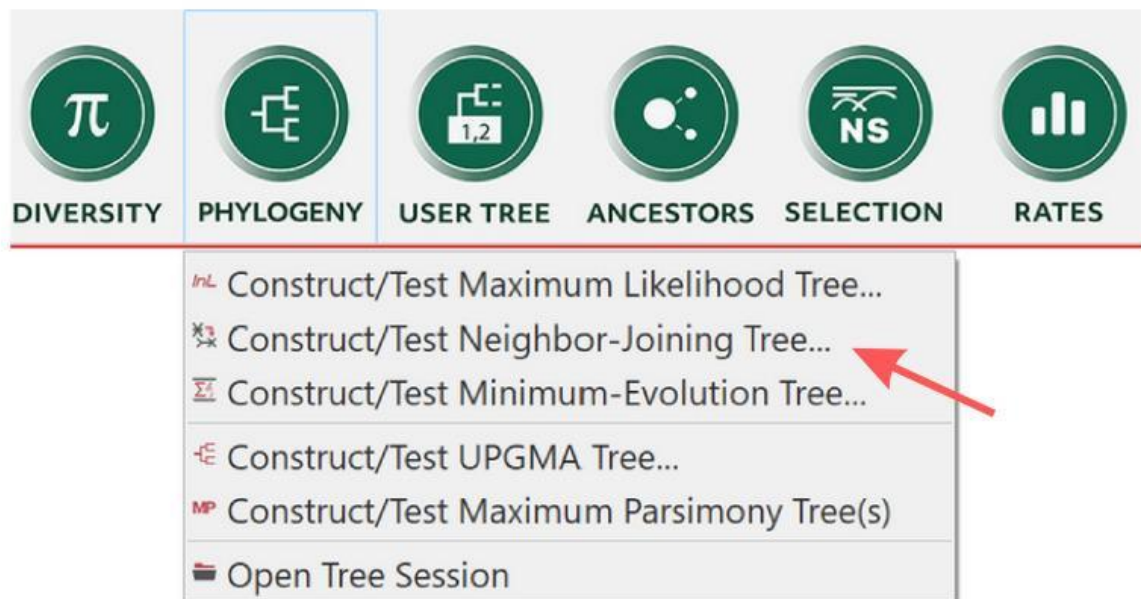 π
1,2
NS
DIVERSITY PHYLOGENY USER TREE ANCESTORS SELECTION RATES
lnL Construct/Test Maximum Likelihood Tree...
Construct/Test Neighbor-Joining Tree...
Construct/Test Minimum-Evolution Tree...
Construct/Test UPGMA Tree...
MP Construct/Test Maximum Parsimony Tree(s)
Open Tree Session